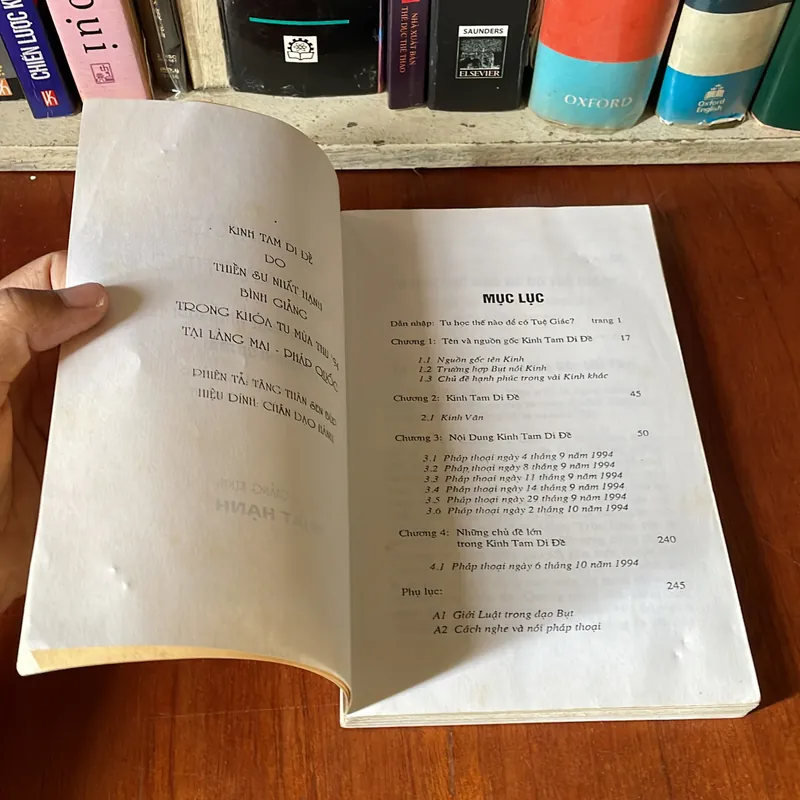 CHIẾN LƯỢC K
NHÀ XUẤT BẢN
THỂ DỤC THỂ THAO
SAUNDERS
ELSEVIER
OXFORD
Oxford
English
KINH TAM DI ĐỀ
DO
THIỀN SƯ NHẤT HẠNH
BÌNH GIẢNG
TRONG KHÓA TU MÙA THU '94
TẠI LÀNG MAI - PHÁP QUỐC
PHIÊN TẢ: TĂNG THÂN
HIỆU ĐÍNH: CHÂN ĐẠO HÀNH
MỤC LỤC
Dẫn nhập: Tu học thế nào để có Tuệ Giác? trang 1
Chương 1: Tên và nguồn gốc Kinh Tam Di Đề 17
1.1 Nguồn gốc tên Kinh
1.2 Trường hợp Bụt nói Kinh
1.3 Chủ đề hạnh phúc trong vài Kinh khác
Chương 2: Kinh Tam Di Đề 45
2.1 Kinh Văn
Chương 3: Nội Dung Kinh Tam Di Đề 50
3.1 Pháp thoại ngày 4 tháng 9 năm 1994
3.2 Pháp thoại ngày 8 tháng 9 năm 1994
3.3 Pháp thoại ngày 11 tháng 9 năm 1994
3.4 Pháp thoại ngày 14 tháng 9 năm 1994
3.5 Pháp thoại ngày 29 tháng 9 năm 1994
3.6 Pháp thoại ngày 2 tháng 10 năm 1994
Chương 4: Những chủ đề lớn
trong Kinh Tam Di Đề 240
4.1 Pháp thoại ngày 6 tháng 10 năm 1994
Phụ lục: 245
A1 Giới Luật trong đạo Bụt
A2 Cách nghe và nói pháp thoại